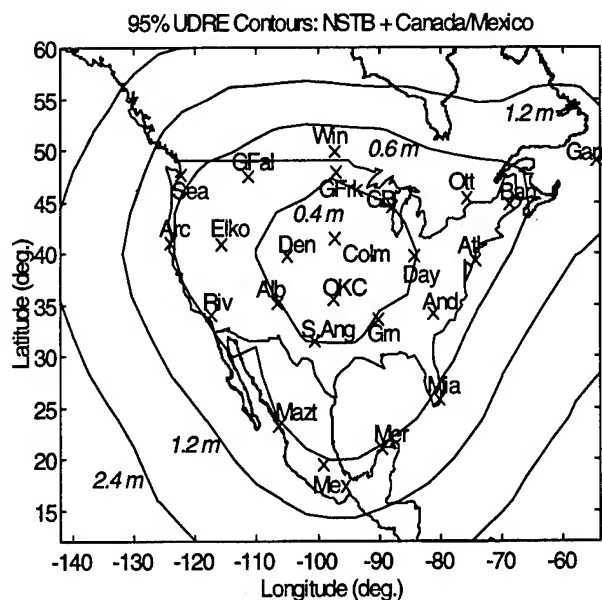 95% UDRE Contours: NSTB + Canada/Mexico
60
55
50
45
40
35
30
25
20
15
Latitude (deg.)
1.2 m
Win
0.6 m
Gan
GFal
Sea
GFrk
GB
Ott
Ban
0.4 m
Arc
Elko
Den
Colm
Atl
Day
Alb
OKC
And
Riv
S.Ang
Grn
Mia
Mazt
Mer
1.2 m
Me
2.4 m
-140 -130 -120 -110 -100 -90 -80 -70 -60
Longitude (deg.)